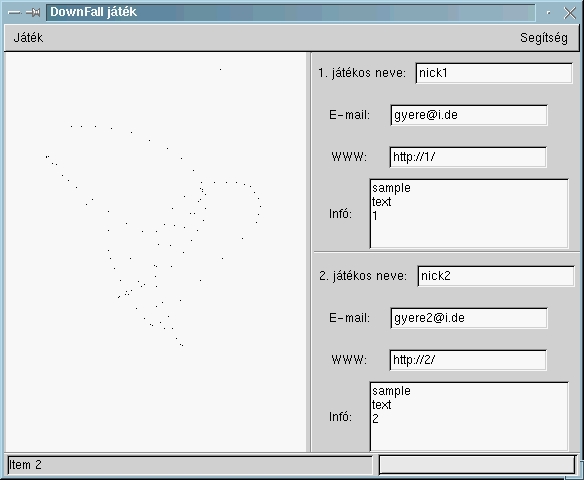 DownFall játék
Játék Segítség
1. játékos neve: nick1
E-mail: gyere@i.de
WWW: http://1/
Infó:
sample
text
1
2. játékos neve: nick2
E-mail: gyere2@i.de
WWW: http://2/
Infó:
sample
text
2
Item 2